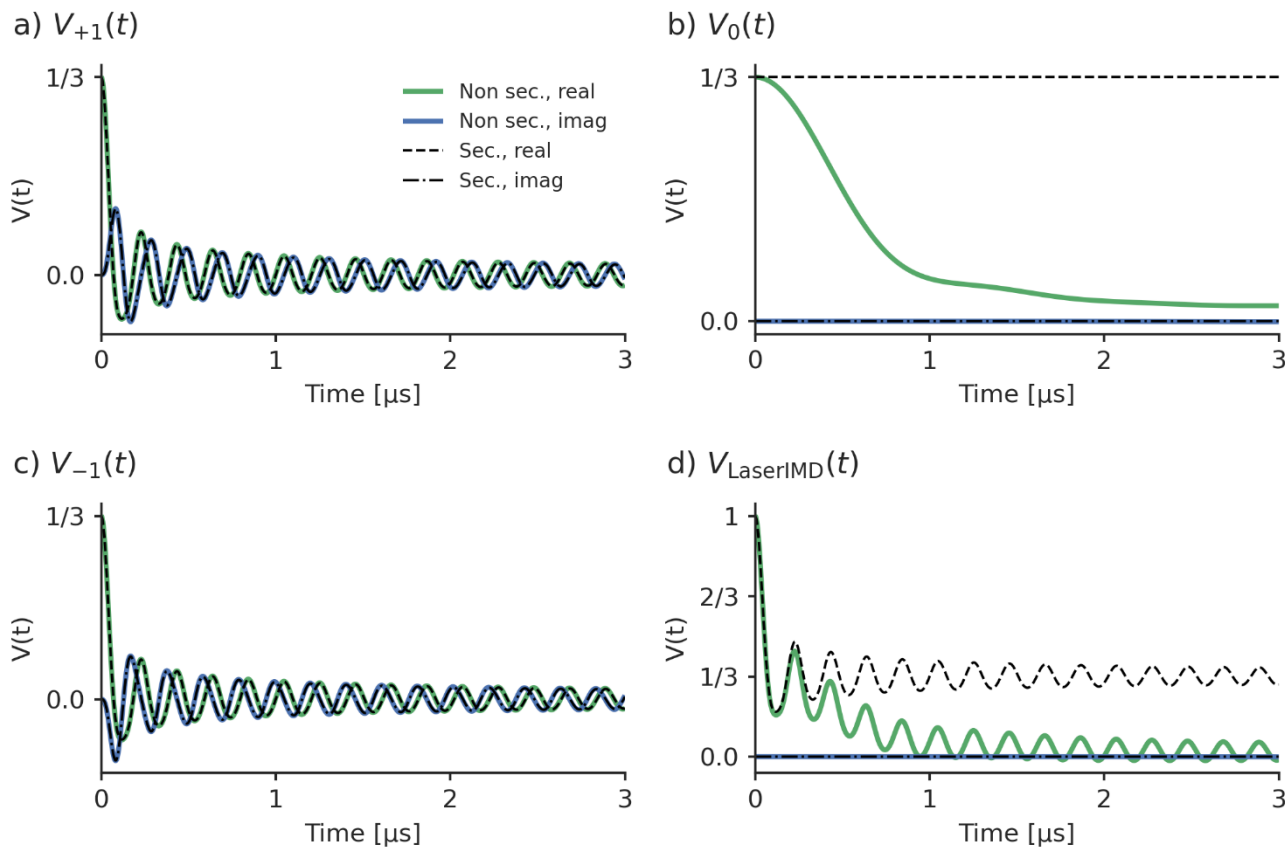 a) V+1(t)
1/3
0.0
V(t)
Non sec., real
Non sec., imag
Sec., real
Sec., imag
0 1 2 3
Time [µs]
b) V0(t)
1/3
0.0
V(t)
0 1 2 3
Time [µs]
c) V−1(t)
1/3
0.0
V(t)
0 1 2 3
Time [µs]
d) VLaserIMD(t)
1
2/3
1/3
0.0
V(t)
0 1 2 3
Time [µs]